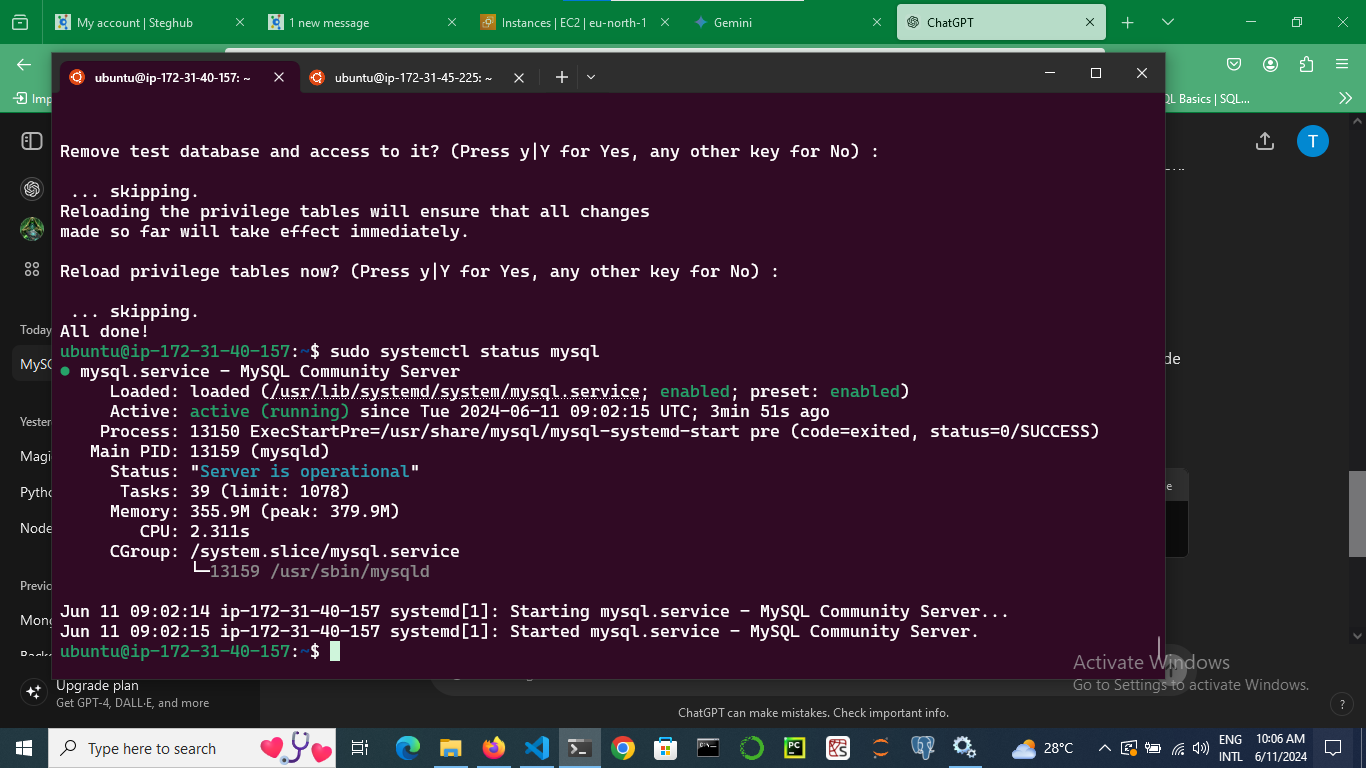 My account | Steghub
1 new message
Instances | EC2 | eu-north-1
Gemini
ChatGPT
Imp
QL Basics | SQL...
ubuntu@ip-172-31-40-157: ~
ubuntu@ip-172-31-45-225: ~
T
Remove test database and access to it? (Press y|Y for Yes, any other key for No) :
... skipping.
Reloading the privilege tables will ensure that all changes
made so far will take effect immediately.
Reload privilege tables now? (Press y|Y for Yes, any other key for No) :
... skipping.
All done!
ubuntu@ip-172-31-40-157:~$ sudo systemctl status mysql
● mysql.service - MySQL Community Server
Loaded: loaded (/usr/lib/systemd/system/mysql.service; enabled; preset: enabled)
Active: active (running) since Tue 2024-06-11 09:02:15 UTC; 3min 51s ago
Process: 13150 ExecStartPre=/usr/share/mysql/mysql-systemd-start pre (code=exited, status=0/SUCCESS)
Main PID: 13159 (mysqld)
Status: "Server is operational"
Tasks: 39 (limit: 1078)
Memory: 355.9M (peak: 379.9M)
CPU: 2.311s
CGroup: /system.slice/mysql.service
└─13159 /usr/sbin/mysqld
Jun 11 09:02:14 ip-172-31-40-157 systemd[1]: Starting mysql.service - MySQL Community Server...
Jun 11 09:02:15 ip-172-31-40-157 systemd[1]: Started mysql.service - MySQL Community Server.
ubuntu@ip-172-31-40-157:~$
Today
MyS
Yester
Magi
Pytho
Node
Previo
Mong
de
e
Upgrade plan
Get GPT-4, DALL·E, and more
Activate Windows
Go to Settings to activate Windows.
ChatGPT can make mistakes. Check important info.
?
Type here to search
PC
28°C
ENG
INTL
10:06 AM
6/11/2024